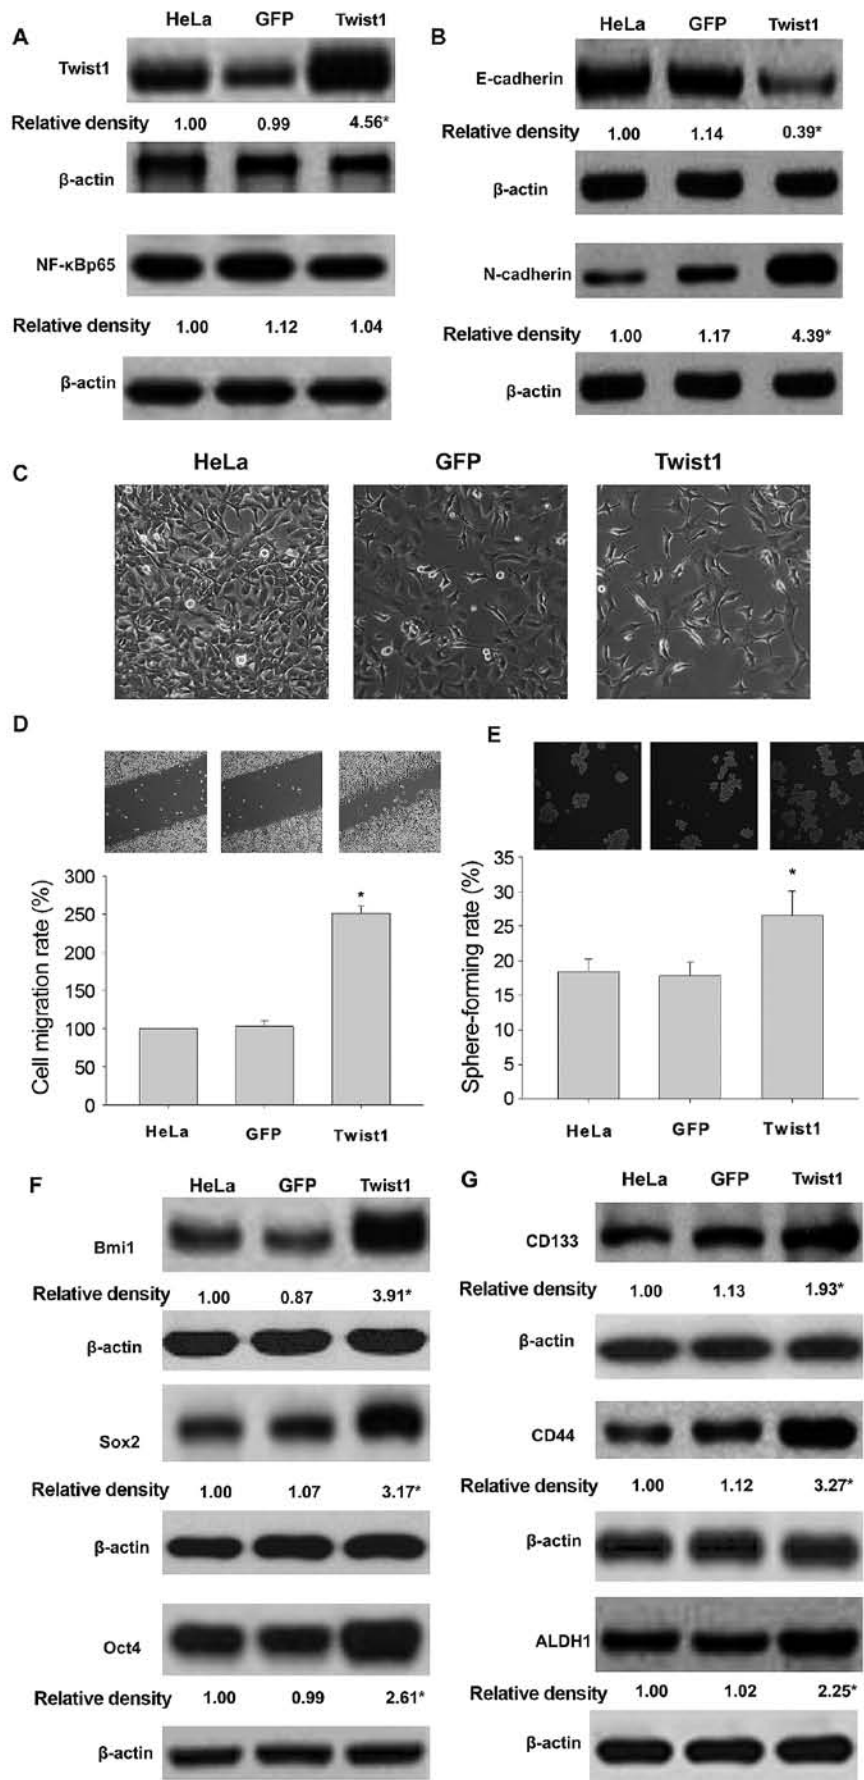 A
HeLa GFP Twist1
Twist1
Relative density 1.00 0.99 4.56*
β-actin
NF-κBp65
Relative density 1.00 1.12 1.04
β-actin
B
HeLa GFP Twist1
E-cadherin
Relative density 1.00 1.14 0.39*
β-actin
N-cadherin
Relative density 1.00 1.17 4.39*
β-actin
C
HeLa GFP Twist1
D
Cell migration rate (%)
300
250
200
150
100
50
0
*
HeLa GFP Twist1
E
Sphere-forming rate (%)
35
30
25
20
15
10
5
0
*
HeLa GFP Twist1
F
HeLa GFP Twist1
Bmi1
Relative density 1.00 0.87 3.91*
β-actin
Sox2
Relative density 1.00 1.07 3.17*
β-actin
Oct4
Relative density 1.00 0.99 2.61*
β-actin
G
HeLa GFP Twist1
CD133
Relative density 1.00 1.13 1.93*
β-actin
CD44
Relative density 1.00 1.12 3.27*
β-actin
ALDH1
Relative density 1.00 1.02 2.25*
β-actin